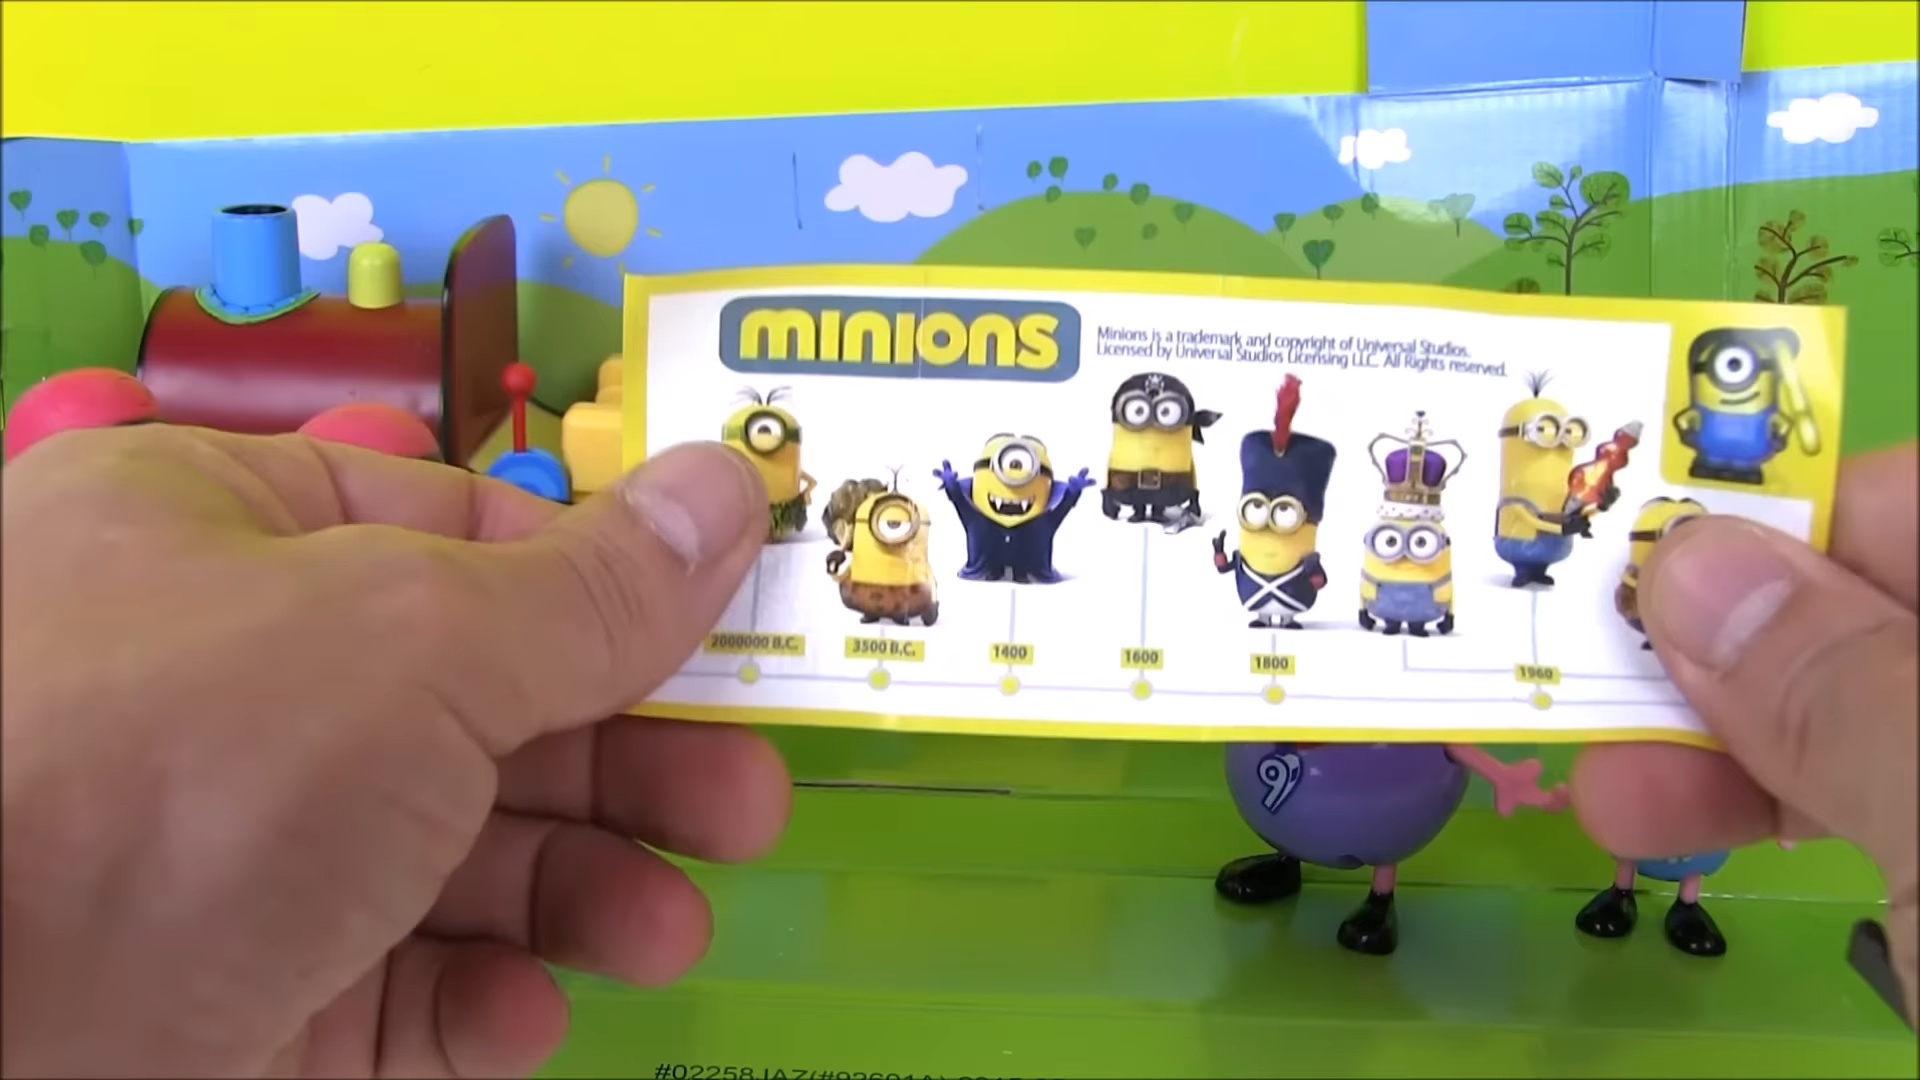 MINIONS
Minions is a trademark and copyright of Universal Studios.
Licensed by Universal Studios Licensing LLC. All Rights reserved.
2000000 B.C.
3500 B.C.
1400
1600
1800
1960
9